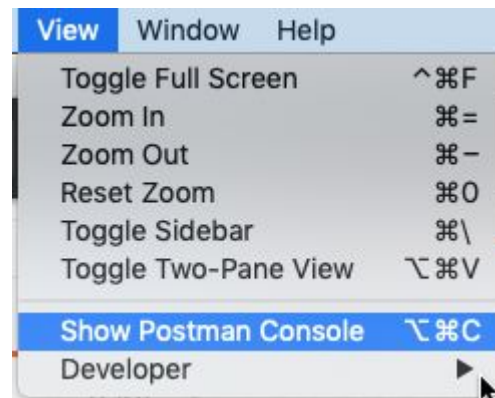 View Window Help
Toggle Full Screen ^⌘F
Zoom In ⌘=
Zoom Out ⌘−
Reset Zoom ⌘0
Toggle Sidebar ⌘\
Toggle Two-Pane View ⌥⌘V
Show Postman Console ⌥⌘C
Developer ▶